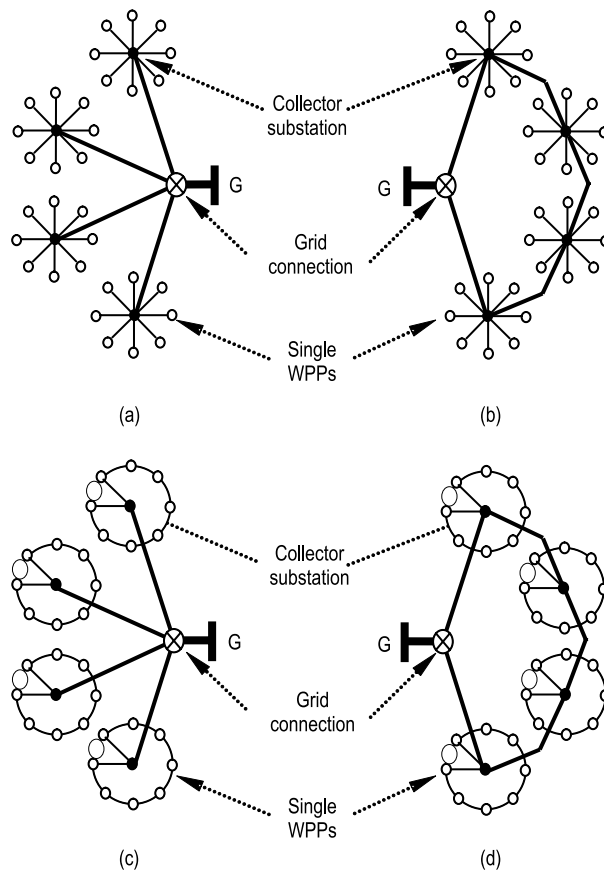 Collector
substation
G
G
Grid
connection
Single
WPPs
(a)
(b)
Collector
substation
G
G
Grid
connection
Single
WPPs
(c)
(d)